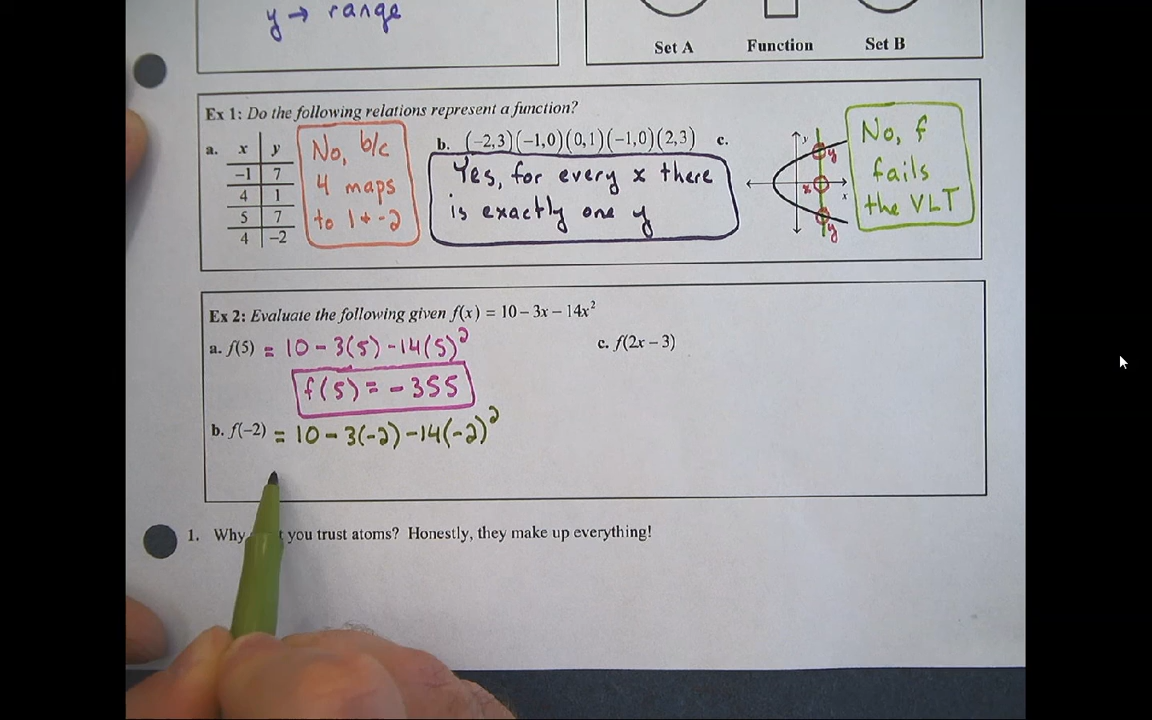 y → range
Set A Function Set B
Ex 1: Do the following relations represent a function?
a. x y
−1 7
4 1
5 7
4 −2
No, b/c
4 maps
to 1 + -2
b. (−2,3)(−1,0)(0,1)(−1,0)(2,3)
Yes, for every x there
is exactly one y
c.
y
x
y
x
y
No, f
fails
the VLT
Ex 2: Evaluate the following given f(x) = 10 − 3x − 14x²
a. f(5) = 10 - 3(5) - 14(5)²
f(5) = -355
b. f(−2) = 10 - 3(-2) - 14(-2)²
c. f(2x − 3)
1. Why you trust atoms? Honestly, they make up everything!